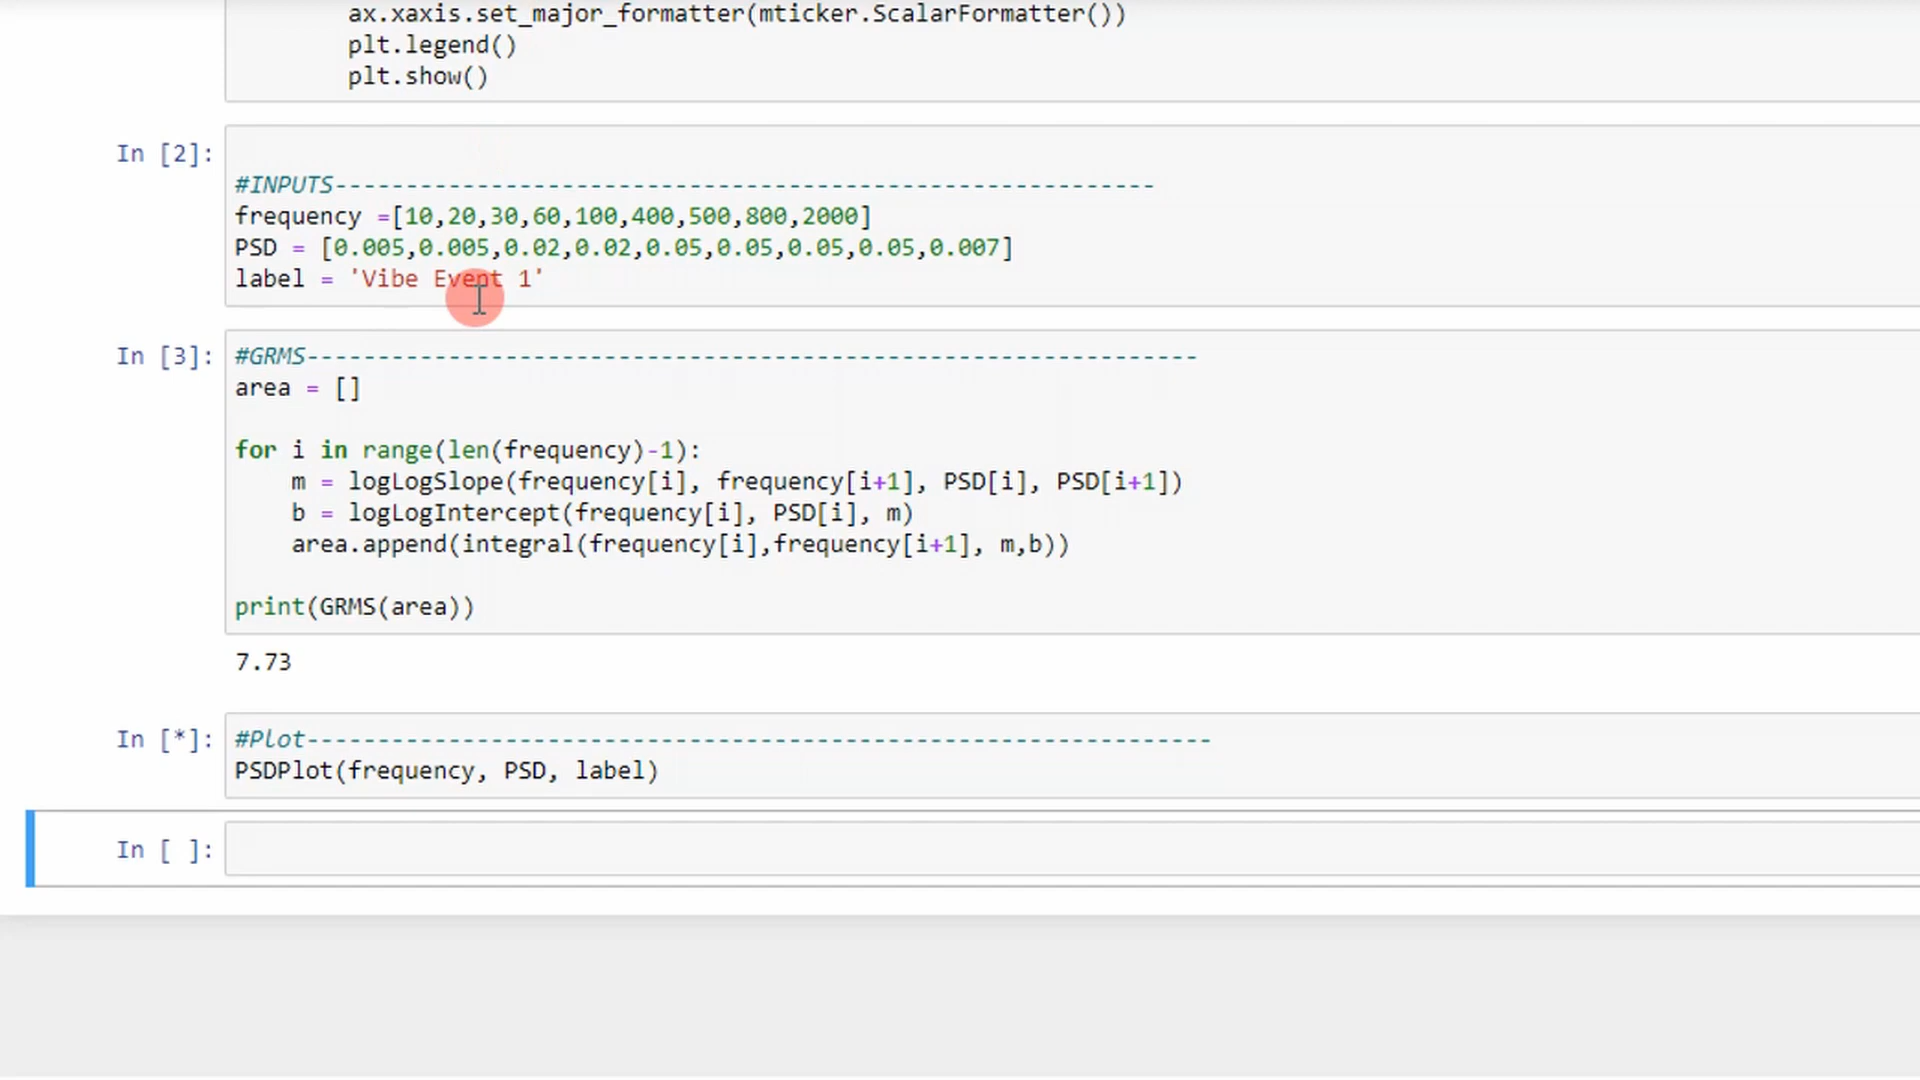 ax.xaxis.set_major_formatter(mticker.ScalarFormatter())
plt.legend()
plt.show()
In [2]:
#INPUTS----------------------------------------------------------
frequency =[10,20,30,60,100,400,500,800,2000]
PSD = [0.005,0.005,0.02,0.02,0.05,0.05,0.05,0.05,0.007]
label = 'Vibe Event 1'
In [3]: #GRMS---------------------------------------------------------------
area = []
for i in range(len(frequency)-1):
m = logLogSlope(frequency[i], frequency[i+1], PSD[i], PSD[i+1])
b = logLogIntercept(frequency[i], PSD[i], m)
area.append(integral(frequency[i],frequency[i+1], m,b))
print(GRMS(area))
7.73
In [*]: #Plot----------------------------------------------------------------
PSDPlot(frequency, PSD, label)
In [ ]: